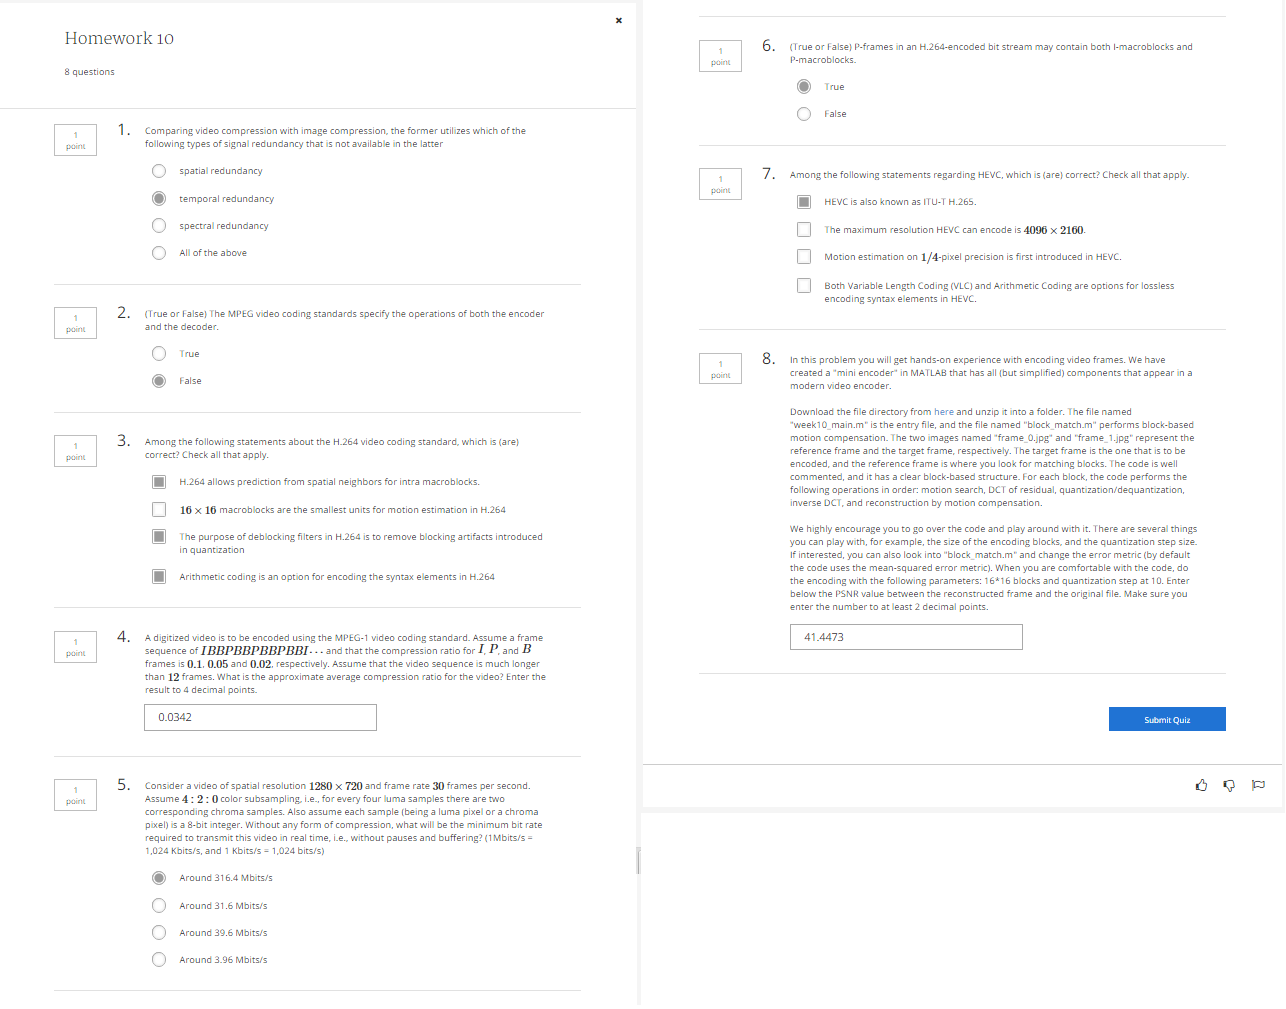 Homework 10
8 questions
1
point
1.
Comparing video compression with image compression, the former utilizes which of the
following types of signal redundancy that is not available in the latter
spatial redundancy
temporal redundancy
spectral redundancy
All of the above
1
point
2.
(True or False) The MPEG video coding standards specify the operations of both the encoder
and the decoder.
True
False
1
point
3.
Among the following statements about the H.264 video coding standard, which is (are)
correct? Check all that apply.
H.264 allows prediction from spatial neighbors for intra macroblocks.
16 × 16 macroblocks are the smallest units for motion estimation in H.264
The purpose of deblocking filters in H.264 is to remove blocking artifacts introduced
in quantization
Arithmetic coding is an option for encoding the syntax elements in H.264
1
point
4.
A digitized video is to be encoded using the MPEG-1 video coding standard. Assume a frame
sequence of IBBPBBPBBPBBI··· and that the compression ratio for I, P, and B
frames is 0.1, 0.05 and 0.02, respectively. Assume that the video sequence is much longer
than 12 frames. What is the approximate average compression ratio for the video? Enter the
result to 4 decimal points.
0.0342
1
point
5.
Consider a video of spatial resolution 1280 × 720 and frame rate 30 frames per second.
Assume 4 : 2 : 0 color subsampling, i.e., for every four luma samples there are two
corresponding chroma samples. Also assume each sample (being a luma pixel or a chroma
pixel) is a 8-bit integer. Without any form of compression, what will be the minimum bit rate
required to transmit this video in real time, i.e., without pauses and buffering? (1Mbits/s =
1,024 Kbits/s, and 1 Kbits/s = 1,024 bits/s)
Around 316.4 Mbits/s
Around 31.6 Mbits/s
Around 39.6 Mbits/s
Around 3.96 Mbits/s
1
point
6.
(True or False) P-frames in an H.264-encoded bit stream may contain both I-macroblocks and
P-macroblocks.
True
False
1
point
7.
Among the following statements regarding HEVC, which is (are) correct? Check all that apply.
HEVC is also known as ITU-T H.265.
The maximum resolution HEVC can encode is 4096 × 2160.
Motion estimation on 1/4-pixel precision is first introduced in HEVC.
Both Variable Length Coding (VLC) and Arithmetic Coding are options for lossless
encoding syntax elements in HEVC.
1
point
8.
In this problem you will get hands-on experience with encoding video frames. We have
created a "mini encoder" in MATLAB that has all (but simplified) components that appear in a
modern video encoder.
Download the file directory from here and unzip it into a folder. The file named
"week10_main.m" is the entry file, and the file named "block_match.m" performs block-based
motion compensation. The two images named "frame_0.jpg" and "frame_1.jpg" represent the
reference frame and the target frame, respectively. The target frame is the one that is to be
encoded, and the reference frame is where you look for matching blocks. The code is well
commented, and it has a clear block-based structure. For each block, the code performs the
following operations in order: motion search, DCT of residual, quantization/dequantization,
inverse DCT, and reconstruction by motion compensation.
We highly encourage you to go over the code and play around with it. There are several things
you can play with, for example, the size of the encoding blocks, and the quantization step size.
If interested, you can also look into "block_match.m" and change the error metric (by default
the code uses the mean-squared error metric). When you are comfortable with the code, do
the encoding with the following parameters: 16*16 blocks and quantization step at 10. Enter
below the PSNR value between the reconstructed frame and the original file. Make sure you
enter the number to at least 2 decimal points.
41.4473
Submit Quiz